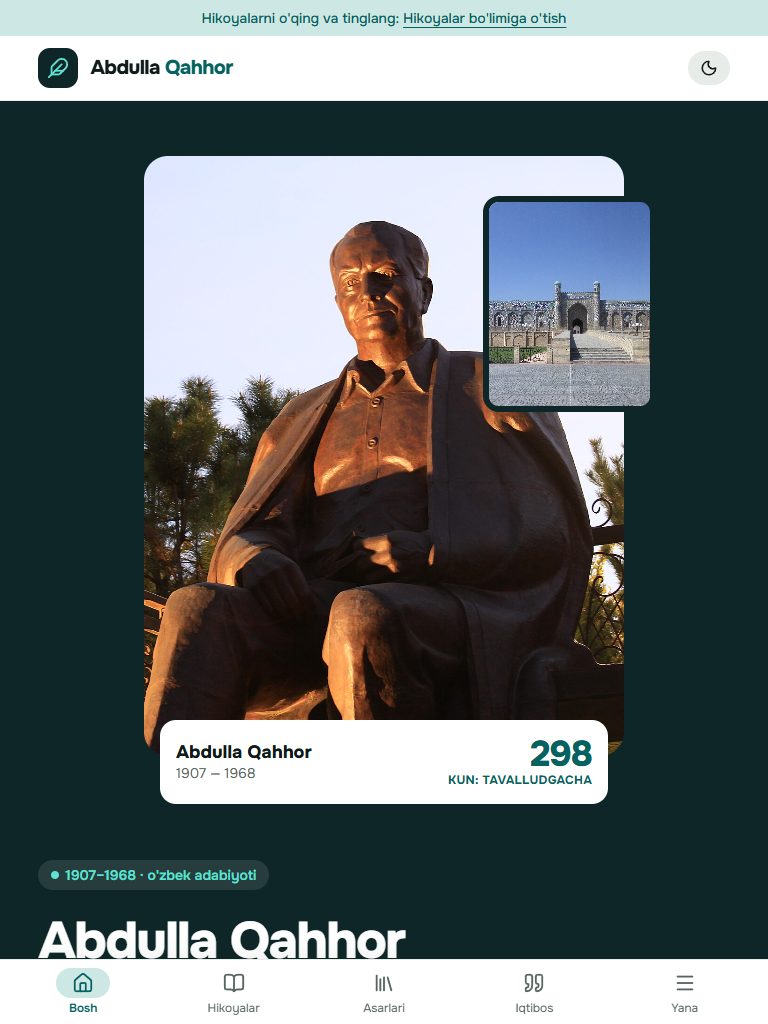 Hikoyalarni o'qing va tinglang: Hikoyalar bo'limiga o'tish
Abdulla Qahhor
Abdulla Qahhor
1907 — 1968
298
KUN: TAVALLUDGACHA
1907–1968 · o'zbek adabiyoti
Abdulla Qahhor
Bosh
Hikoyalar
Asarlari
Iqtibos
Yana